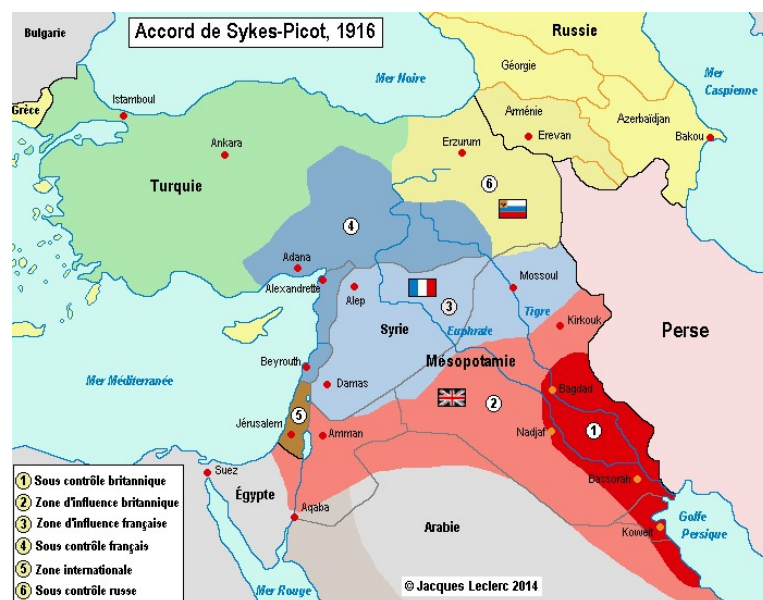 Bulgarie
Accord de Sykes-Picot, 1916
Russie
Mer Noire
Géorgie
Mer
Caspienne
Grèce
Istamboul
Arménie
Azerbaïdjan
Erevan
Bakou
Ankara
Erzurum
Turquie
6
4
Adana
Alexandrette
Alep
3
Mossoul
Tigre
Syrie
Euphrate
Kirkouk
Perse
Mésopotamie
Beyrouth
Damas
Bagdad
Mer Méditerranée
5
2
1
Jérusalem
Amman
Nadjaf
Suez
Bassorah
Égypte
Aqaba
Koweït
Golfe
Persique
Arabie
Mer Rouge
© Jacques Leclerc 2014
1 Sous contrôle britannique
2 Zone d'influence britannique
3 Zone d'influence française
4 Sous contrôle français
5 Zone internationale
6 Sous contrôle russe